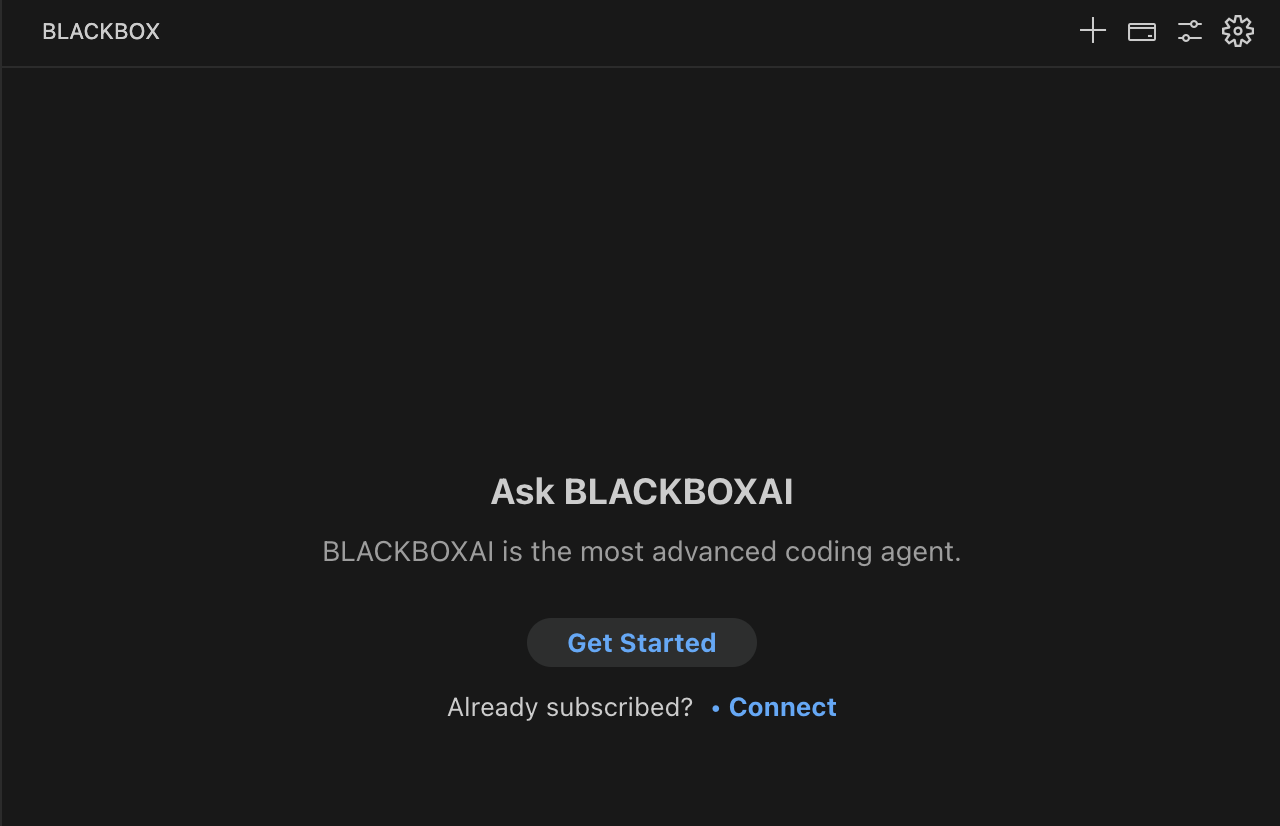 BLACKBOX
Ask BLACKBOXAI
BLACKBOXAI is the most advanced coding agent.
Get Started
Already subscribed? • Connect